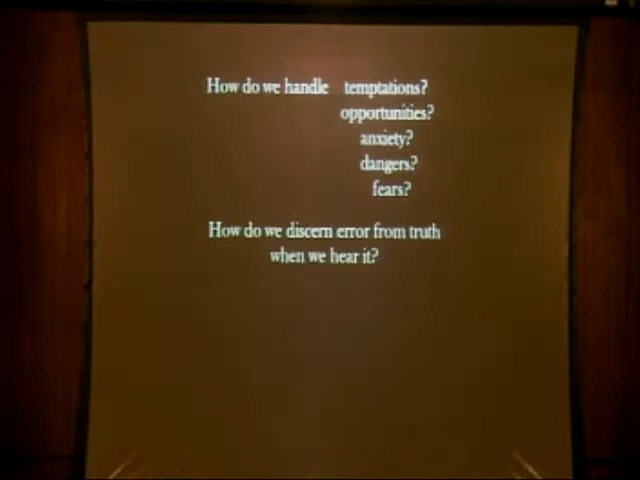 How do we handle temptations?
opportunities?
anxiety?
dangers?
fears?
How do we discern error from truth
when we hear it?